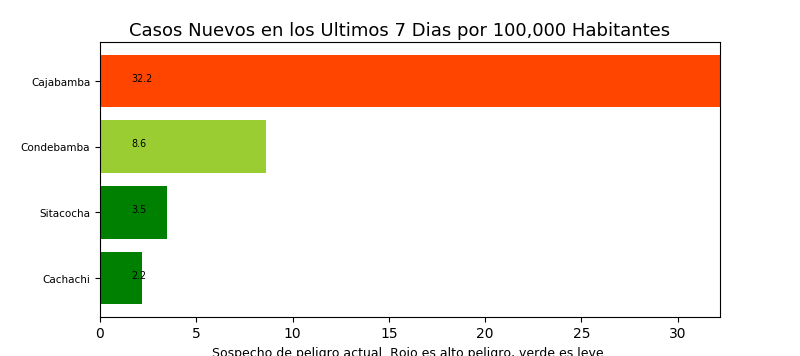 Casos Nuevos en los Ultimos 7 Dias por 100,000 Habitantes
Cajabamba 32.2
Condebamba 8.6
Sitacocha 3.5
Cachachi 2.2
0 5 10 15 20 25 30
Sospecho de peligro actual. Rojo es alto peligro, verde es leve